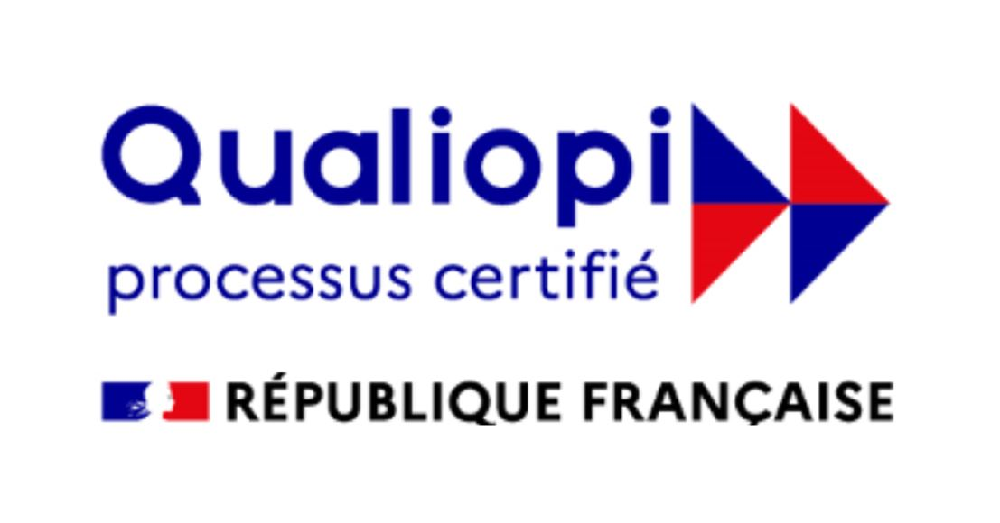 Qualiopi
processus certifié
RÉPUBLIQUE FRANÇAISE